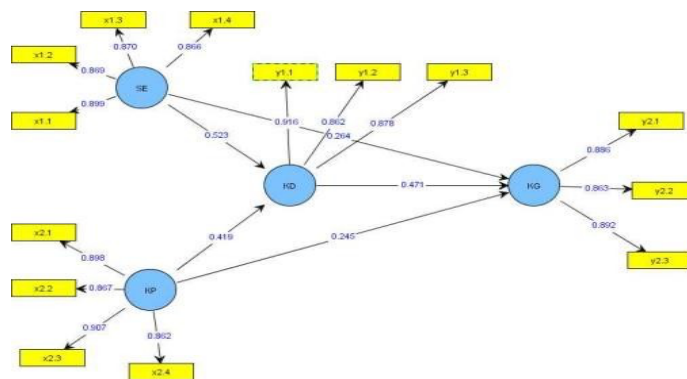 x1.3
x1.4
x1.2
0.870
0.866
0.869
SE
x1.1
0.899
y1.1
y1.2
y1.3
0.916
0.862
0.878
0.264
0.523
y2.1
0.886
KD
0.471
KG
0.863
y2.2
0.892
y2.3
0.419
0.245
x2.1
0.898
x2.2
0.867
KP
0.907
0.862
x2.3
x2.4